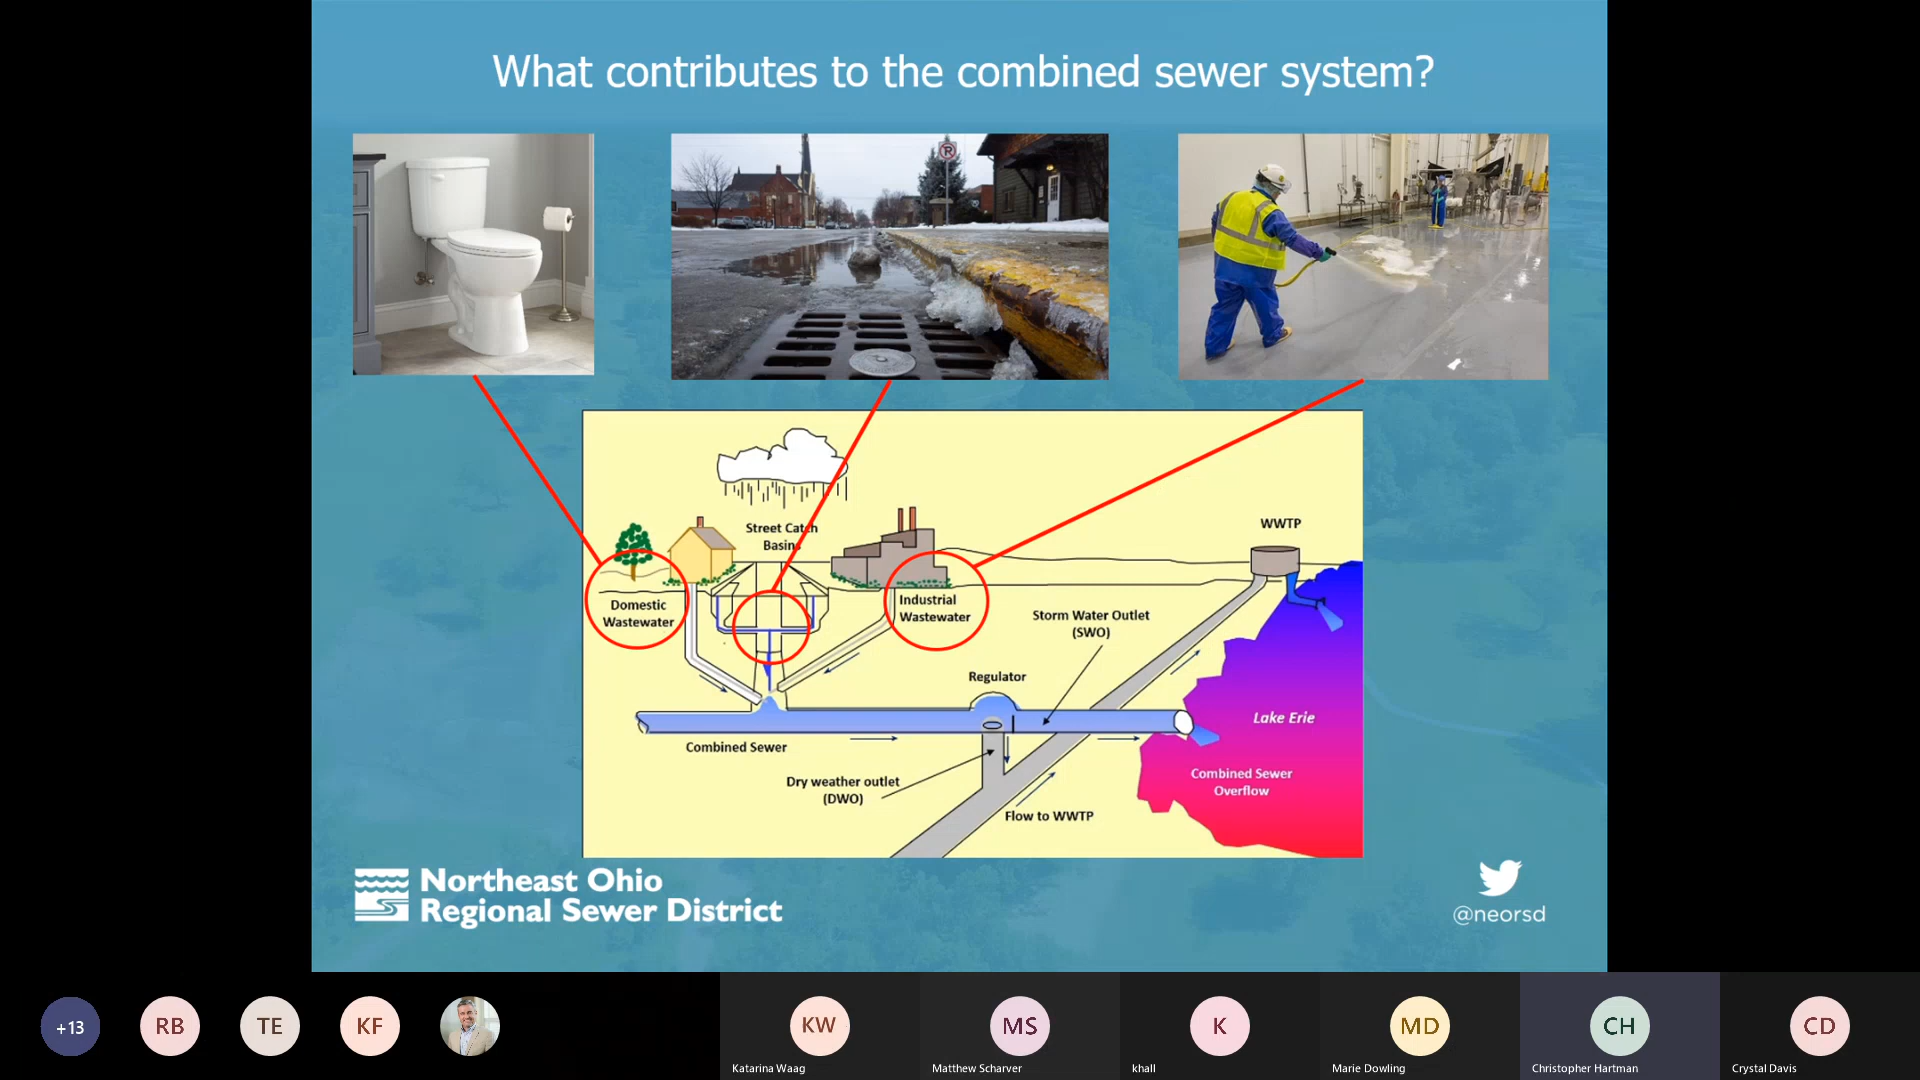 What contributes to the combined sewer system?
Street Catch
Basins
WWTP
Domestic
Wastewater
Industrial
Wastewater
Storm Water Outlet
(SWO)
Regulator
Lake Erie
Combined Sewer
Dry weather outlet
(DWO)
Combined Sewer
Overflow
Flow to WWTP
Northeast Ohio
Regional Sewer District
@neorsd
+13
RB
TE
KF
KW
MS
K
MD
CH
CD
Katarina Waag
Matthew Scharver
khall
Marie Dowling
Christopher Hartman
Crystal Davis